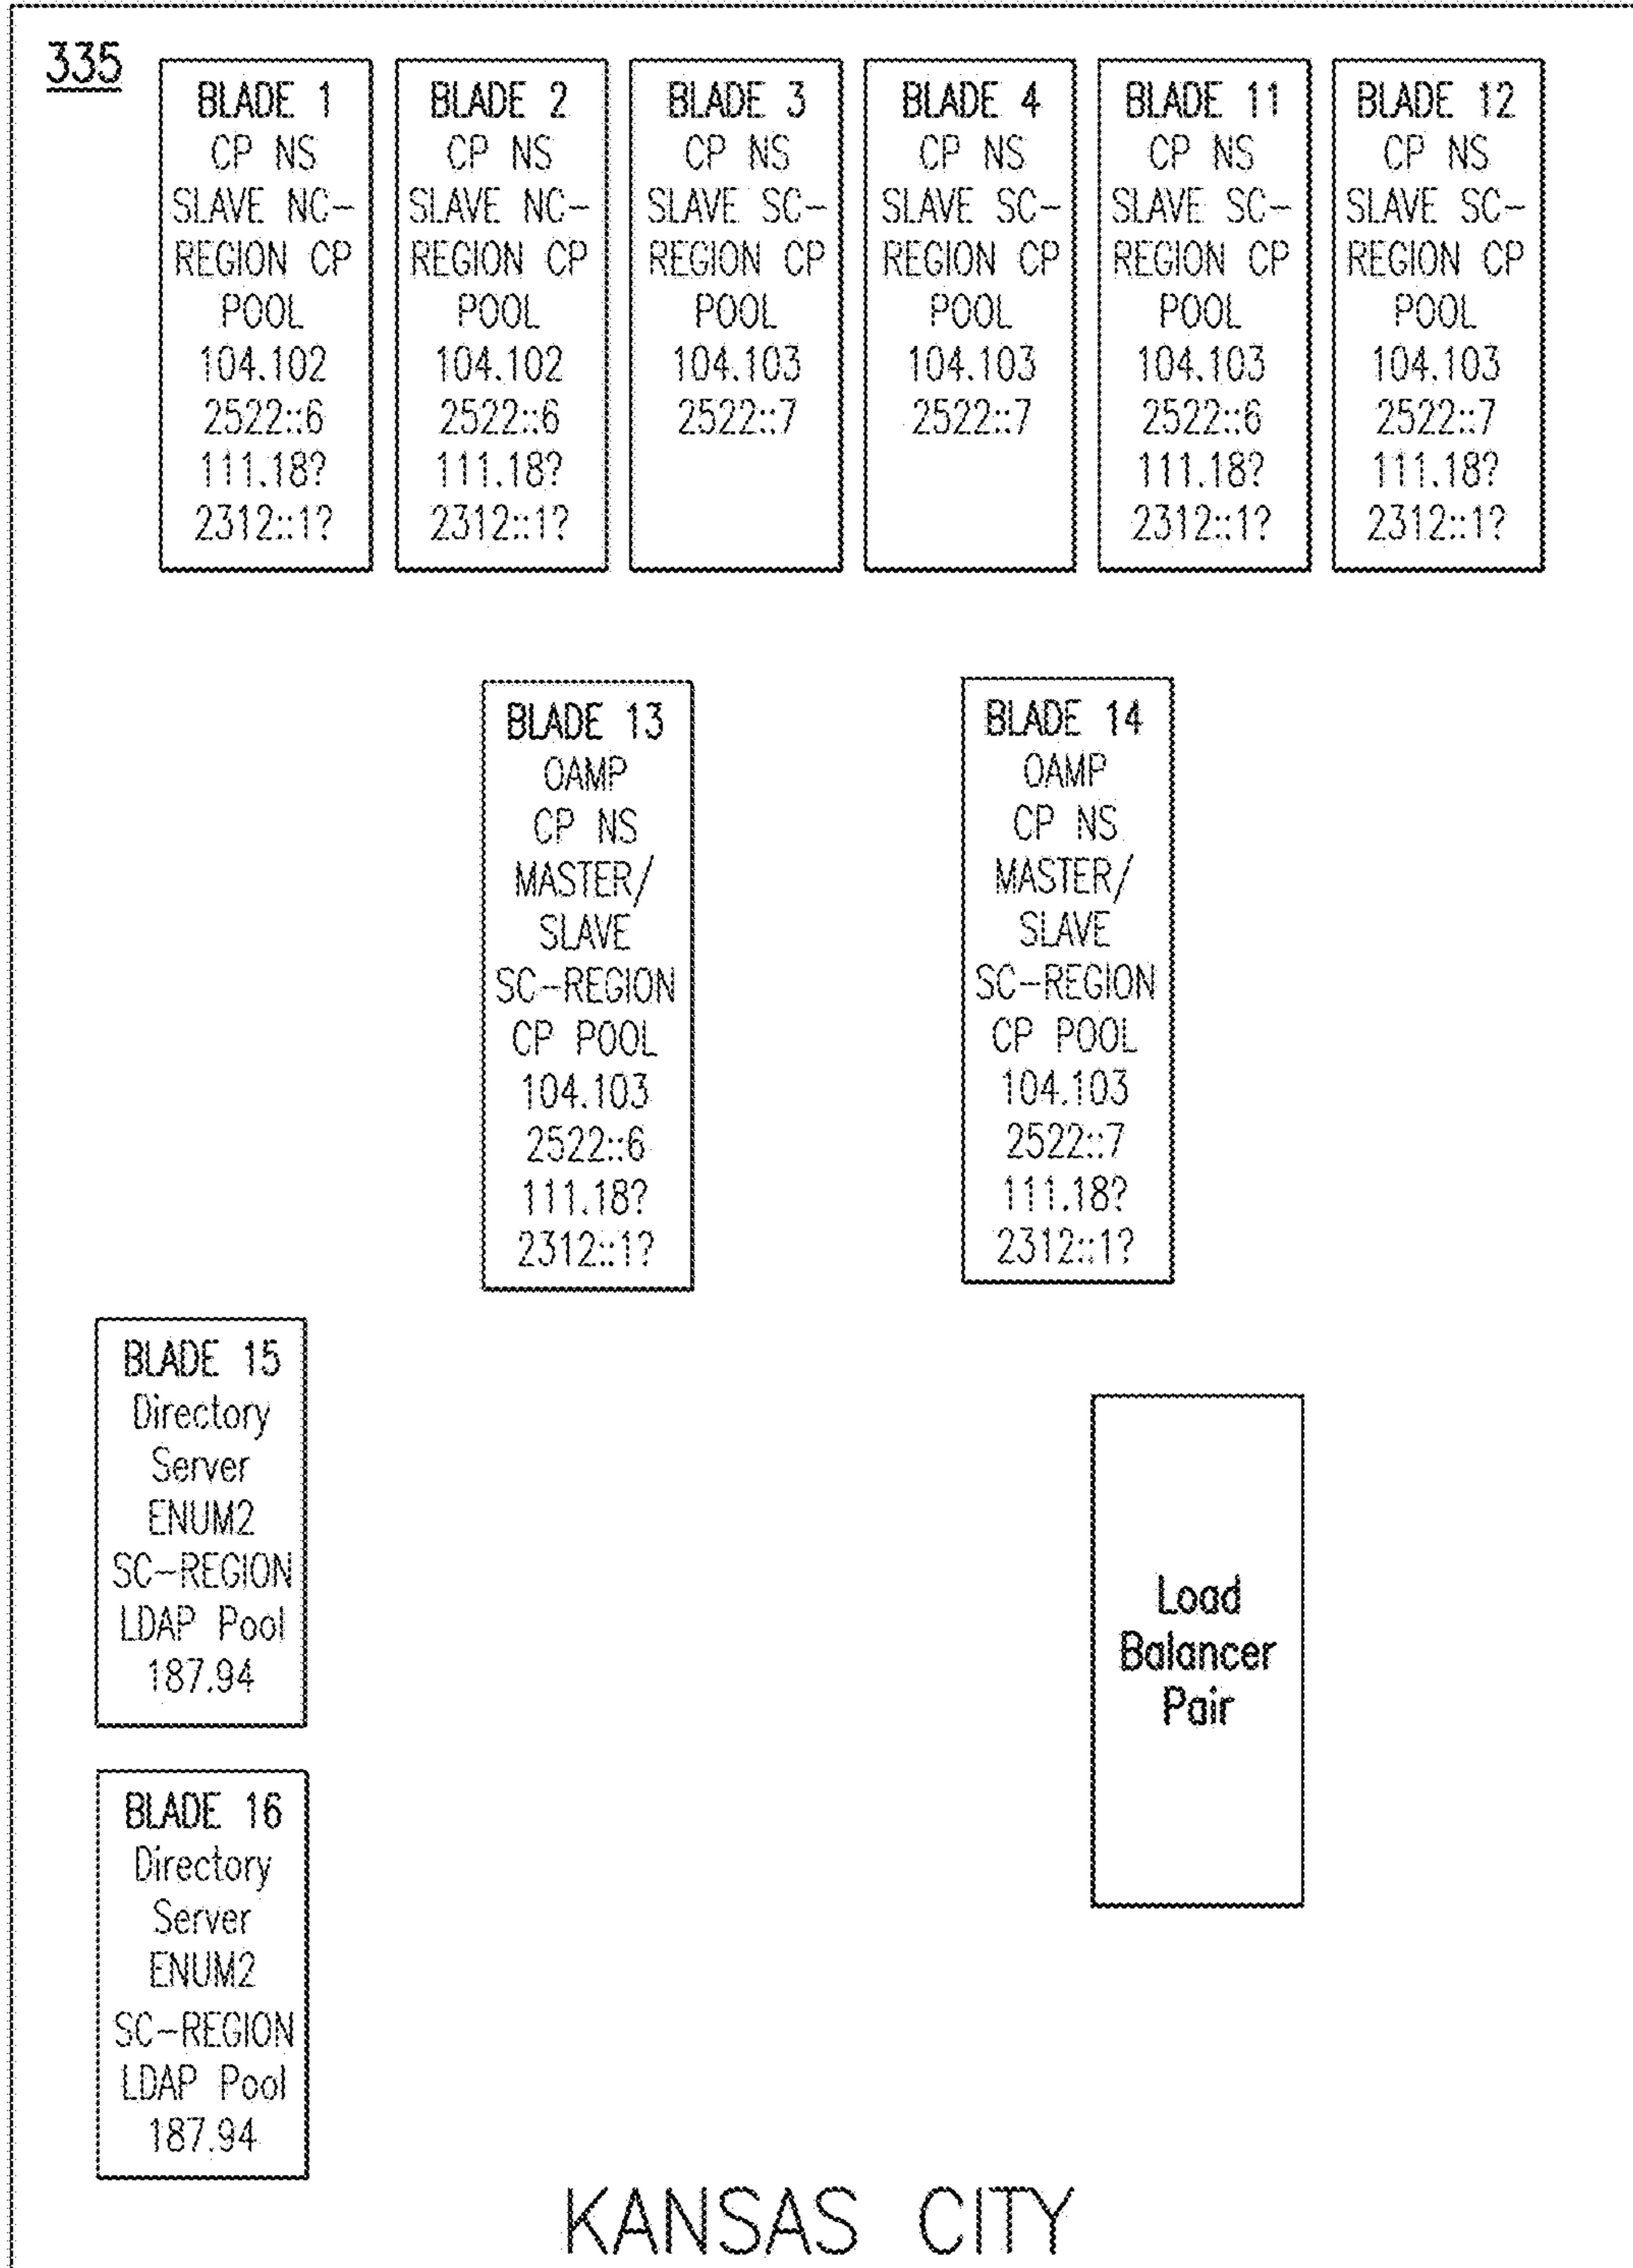 335
BLADE 1
CP NS
SLAVE NC-
REGION CP
POOL
104.102
2522::6
111.18?
2312::1?
BLADE 2
CP NS
SLAVE NC-
REGION CP
POOL
104.102
2522::6
111.18?
2312::1?
BLADE 3
CP NS
SLAVE SC-
REGION CP
POOL
104.103
2522::7
BLADE 4
CP NS
SLAVE SC-
REGION CP
POOL
104.103
2522::7
BLADE 11
CP NS
SLAVE SC-
REGION CP
POOL
104.103
2522::6
111.18?
2312::1?
BLADE 12
CP NS
SLAVE SC-
REGION CP
POOL
104.103
2522::7
111.18?
2312::1?
BLADE 13
OAMP
CP NS
MASTER/
SLAVE
SC-REGION
CP POOL
104.103
2522::6
111.18?
2312::1?
BLADE 14
OAMP
CP NS
MASTER/
SLAVE
SC-REGION
CP POOL
104.103
2522::7
111.18?
2312::1?
BLADE 15
Directory
Server
ENUM2
SC-REGION
LDAP Pool
187.94
Load
Balancer
Pair
BLADE 16
Directory
Server
ENUM2
SC-REGION
LDAP Pool
187.94
KANSAS CITY